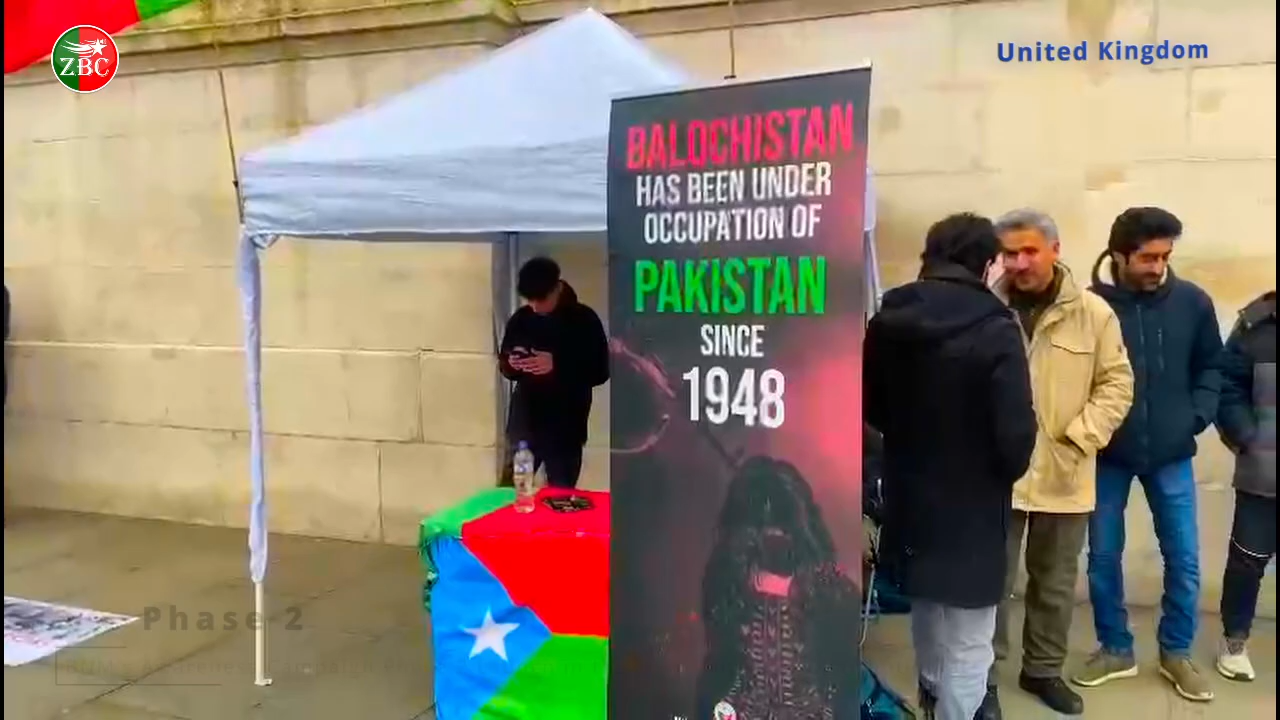 ZBC
United Kingdom
BALOCHISTAN
HAS BEEN UNDER
OCCUPATION OF
PAKISTAN
SINCE
1948
Phase 2